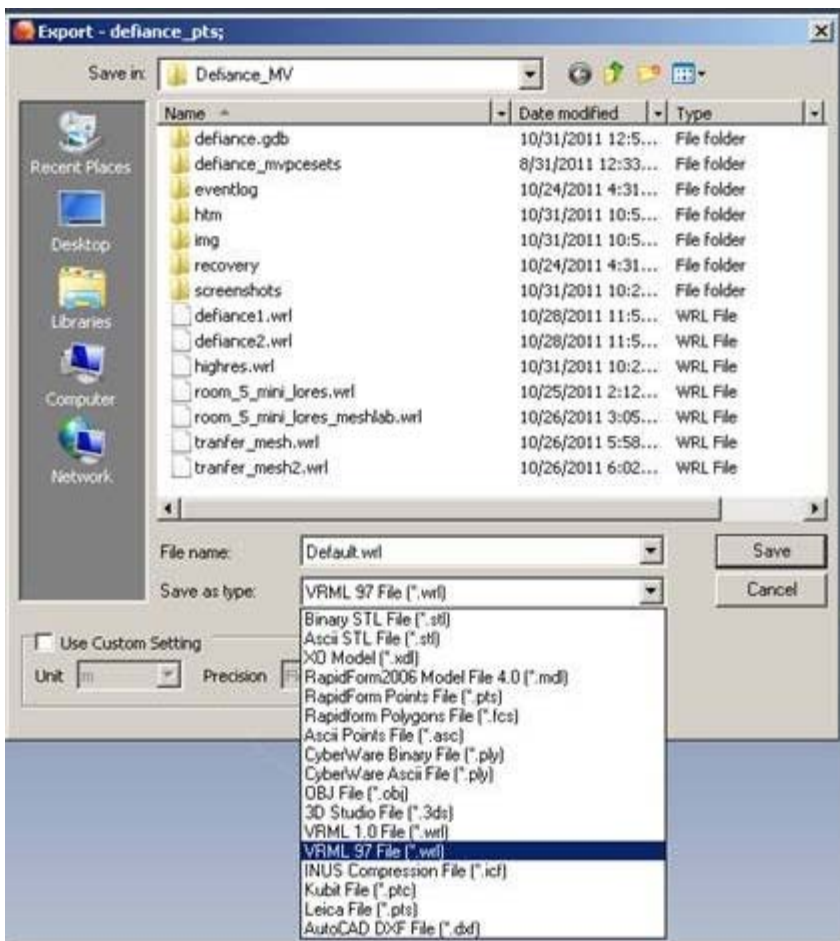 Export - defiance_pts;
Save in: Defiance_MV
Name Date modified Type
defiance.gdb 10/31/2011 12:5... File folder
defiance_mvpcesets 8/31/2011 12:33... File folder
eventlog 10/24/2011 4:31... File folder
htm 10/31/2011 10:5... File folder
img 10/31/2011 10:5... File folder
recovery 10/24/2011 4:31... File folder
screenshots 10/31/2011 10:2... File folder
defiance1.wrl 10/28/2011 11:5... WRL File
defiance2.wrl 10/28/2011 11:5... WRL File
highres.wrl 10/31/2011 10:2... WRL File
room_5_mini_lores.wrl 10/25/2011 2:12... WRL File
room_5_mini_lores_meshlab.wrl 10/26/2011 3:05... WRL File
tranfer_mesh.wrl 10/26/2011 5:58... WRL File
tranfer_mesh2.wrl 10/26/2011 6:02... WRL File
Recent Places
Desktop
Libraries
Computer
Network
File name: Default.wrl Save
Save as type: VRML 97 File (*.wrl) Cancel
Use Custom Setting
Unit m Precision
Binary STL File (*.stl)
Ascii STL File (*.stl)
XO Model (*.xdl)
RapidForm2006 Model File 4.0 (*.mdl)
RapidForm Points File (*.pts)
Rapidform Polygons File (*.fcs)
Ascii Points File (*.asc)
CyberWare Binary File (*.ply)
CyberWare Ascii File (*.ply)
OBJ File (*.obj)
3D Studio File (*.3ds)
VRML 1.0 File (*.wrl)
VRML 97 File (*.wrl)
INUS Compression File (*.icf)
Kubit File (*.ptc)
Leica File (*.pts)
AutoCAD DXF File (*.dxf)